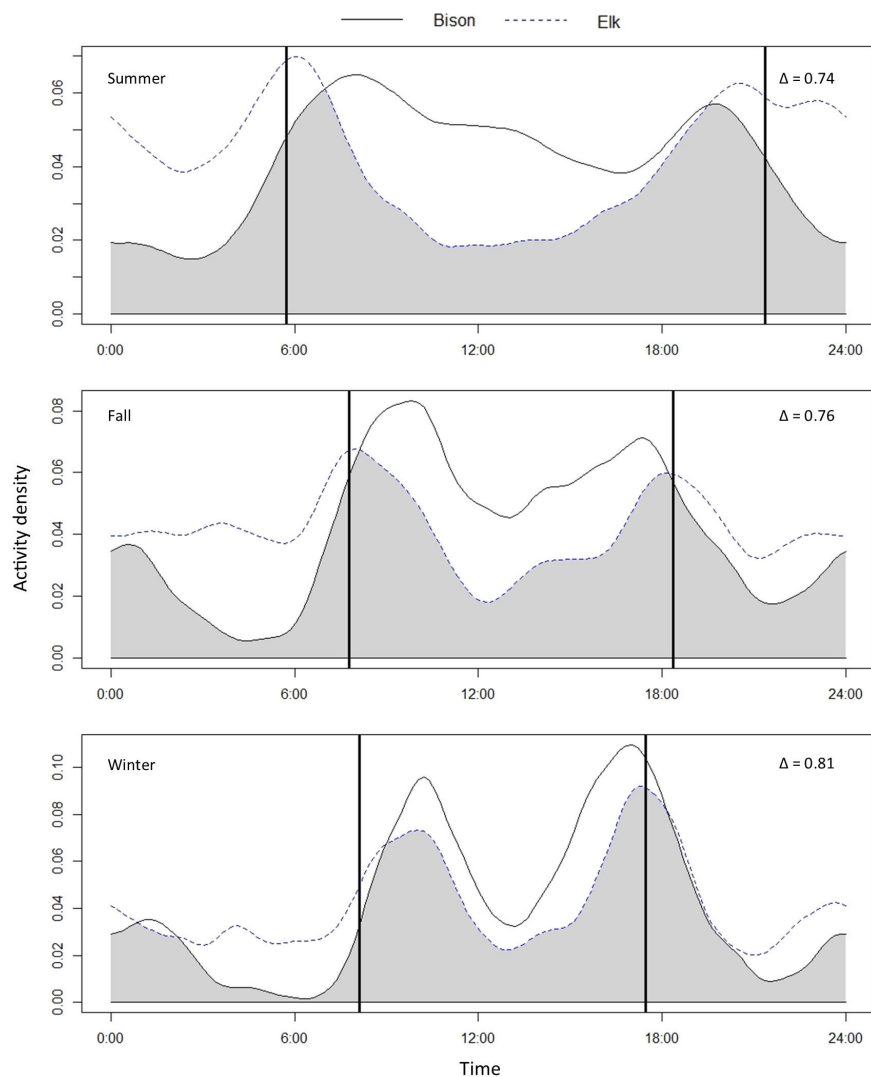 Bison Elk
Summer
Δ = 0.74
0.06
0.04
0.02
0.00
0:00 6:00 12:00 18:00 24:00
Fall
Δ = 0.76
0.08
0.06
0.04
0.02
0.00
0:00 6:00 12:00 18:00 24:00
Activity density
Winter
Δ = 0.81
0.10
0.08
0.06
0.04
0.02
0.00
0:00 6:00 12:00 18:00 24:00
Time